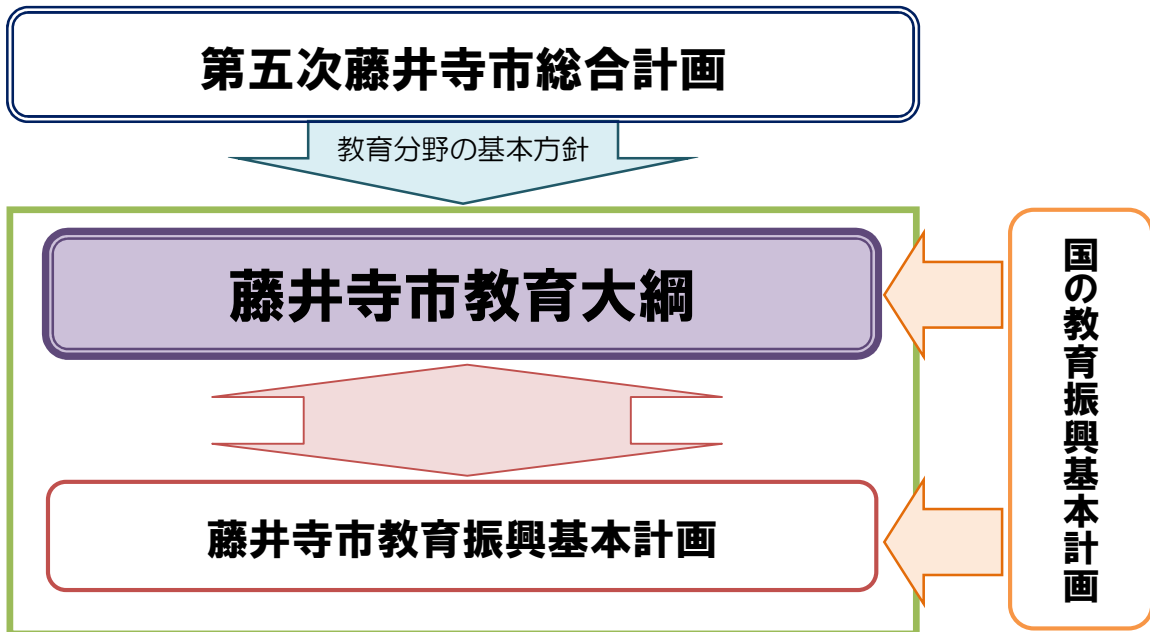 第五次藤井寺市総合計画
教育分野の基本方針
藤井寺市教育大綱
藤井寺市教育振興基本計画
国の教育振興基本計画